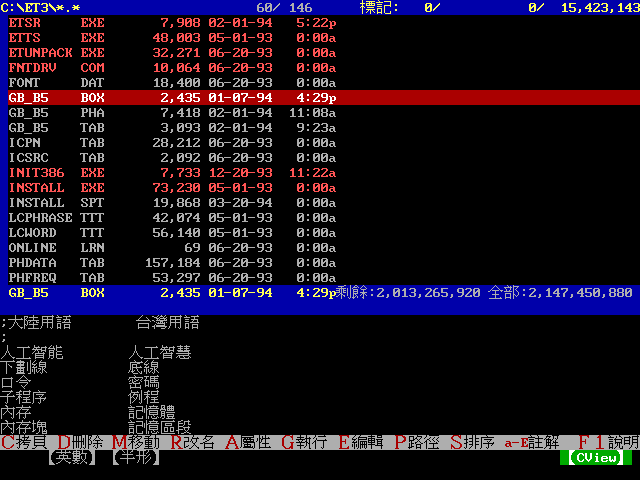 C:\ET3\*.* 60/ 146 標記: 0/ 0/ 15,423,143
ETSR EXE 7,908 02-01-94 5:22p
ETTS EXE 48,003 05-01-93 0:00a
ETUNPACK EXE 32,271 06-20-93 0:00a
FNTDRV COM 10,064 06-20-93 0:00a
FONT DAT 18,400 06-20-93 0:00a
GB_B5 BOX 2,435 01-07-94 4:29p
GB_B5 PHA 7,418 02-01-94 11:08a
GB_B5 TAB 3,093 02-01-94 9:23a
ICPN TAB 28,212 06-20-93 0:00a
ICSRC TAB 2,092 06-20-93 0:00a
INIT386 EXE 7,733 12-20-93 11:22a
INSTALL EXE 73,230 05-01-93 0:00a
INSTALL SPT 19,868 03-20-94 0:00a
LCPHRASE TTT 42,074 05-01-93 0:00a
LCWORD TTT 56,140 05-01-93 0:00a
ONLINE LRN 69 06-20-93 0:00a
PHDATA TAB 157,184 06-20-93 0:00a
PHFREQ TAB 53,297 06-20-93 0:00a
GB_B5 BOX 2,435 01-07-94 4:29p剩餘:2,013,265,920 全部:2,147,450,880
;大陸用語 台灣用語
;
人工智能 人工智慧
下劃線 底線
口令 密碼
子程序 例程
內存 記憶體
內存塊 記憶區段
C拷貝 D刪除 M移動 R改名 A屬性 G執行 E編輯 P路徑 S排序 a-E註解 F1說明
【英數】【半形】 【CView】